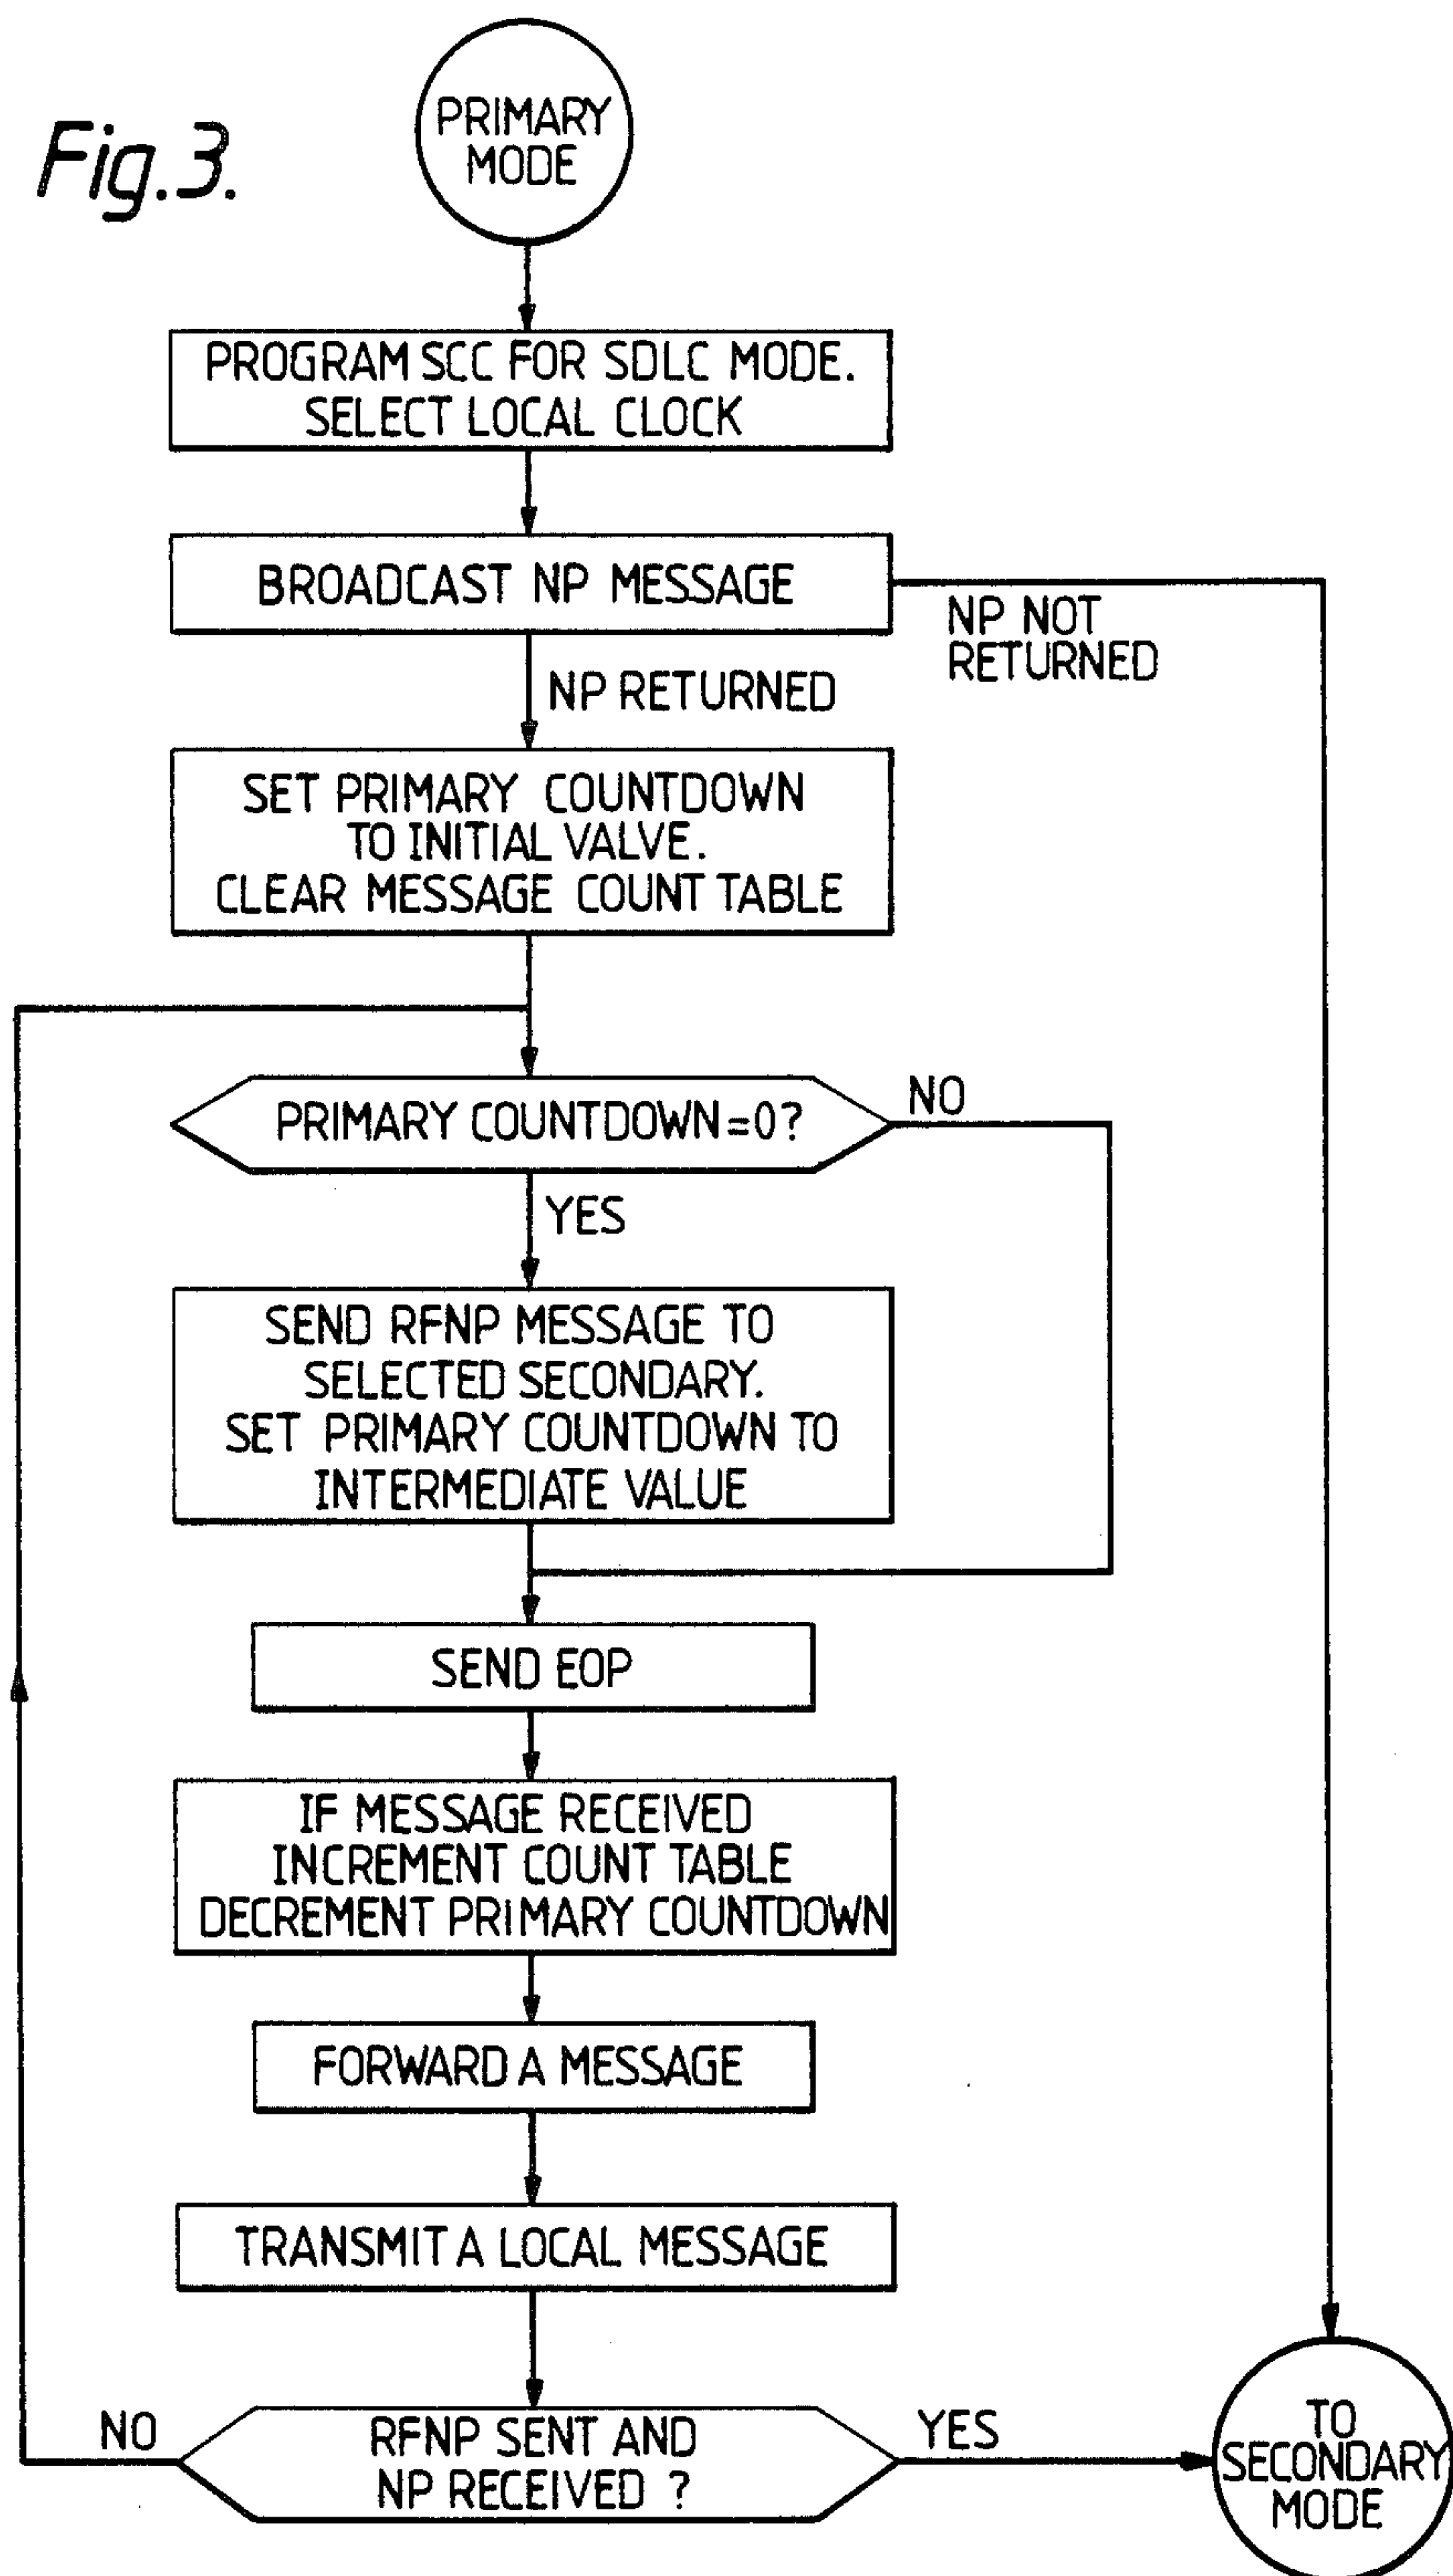 Fig.3.
PRIMARY
MODE
PROGRAM SCC FOR SDLC MODE.
SELECT LOCAL CLOCK
BROADCAST NP MESSAGE
NP NOT
RETURNED
NP RETURNED
SET PRIMARY COUNTDOWN
TO INITIAL VALVE.
CLEAR MESSAGE COUNT TABLE
PRIMARY COUNTDOWN=0?
NO
YES
SEND RFNP MESSAGE TO
SELECTED SECONDARY.
SET PRIMARY COUNTDOWN TO
INTERMEDIATE VALUE
SEND EOP
IF MESSAGE RECEIVED
INCREMENT COUNT TABLE
DECREMENT PRIMARY COUNTDOWN
FORWARD A MESSAGE
TRANSMIT A LOCAL MESSAGE
NO
RFNP SENT AND
NP RECEIVED ?
YES
TO
SECONDARY
MODE